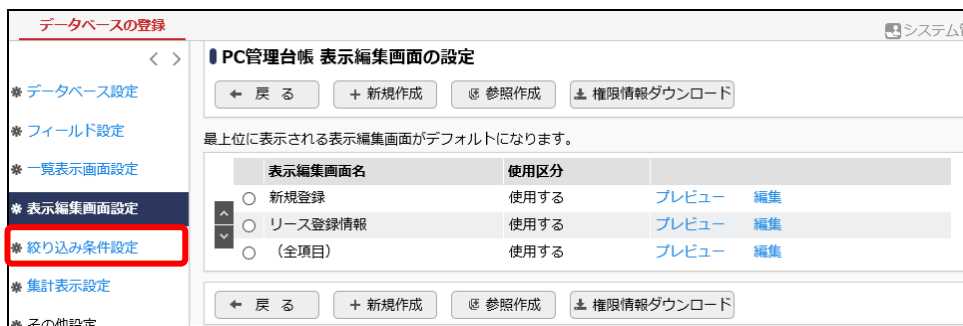 データベースの登録
システム管
< >
PC管理台帳 表示編集画面の設定
データベース設定
← 戻 る
+ 新規作成
参照作成
権限情報ダウンロード
フィールド設定
最上位に表示される表示編集画面がデフォルトになります。
一覧表示画面設定
表示編集画面名 使用区分
表示編集画面設定
新規登録 使用する プレビュー 編集
リース登録情報 使用する プレビュー 編集
絞り込み条件設定
（全項目） 使用する プレビュー 編集
集計表示設定
← 戻 る
+ 新規作成
参照作成
権限情報ダウンロード
その他設定